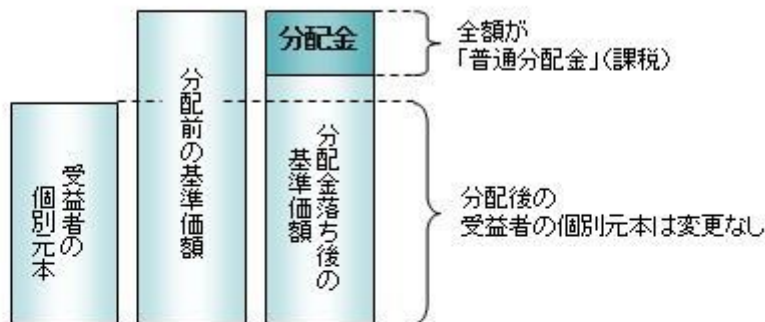 受益者の
個別元本
分配前の基準価額
分配金
分配金落ち後の
基準価額
全額が
「普通分配金」(課税)
分配後の
受益者の個別元本は変更なし